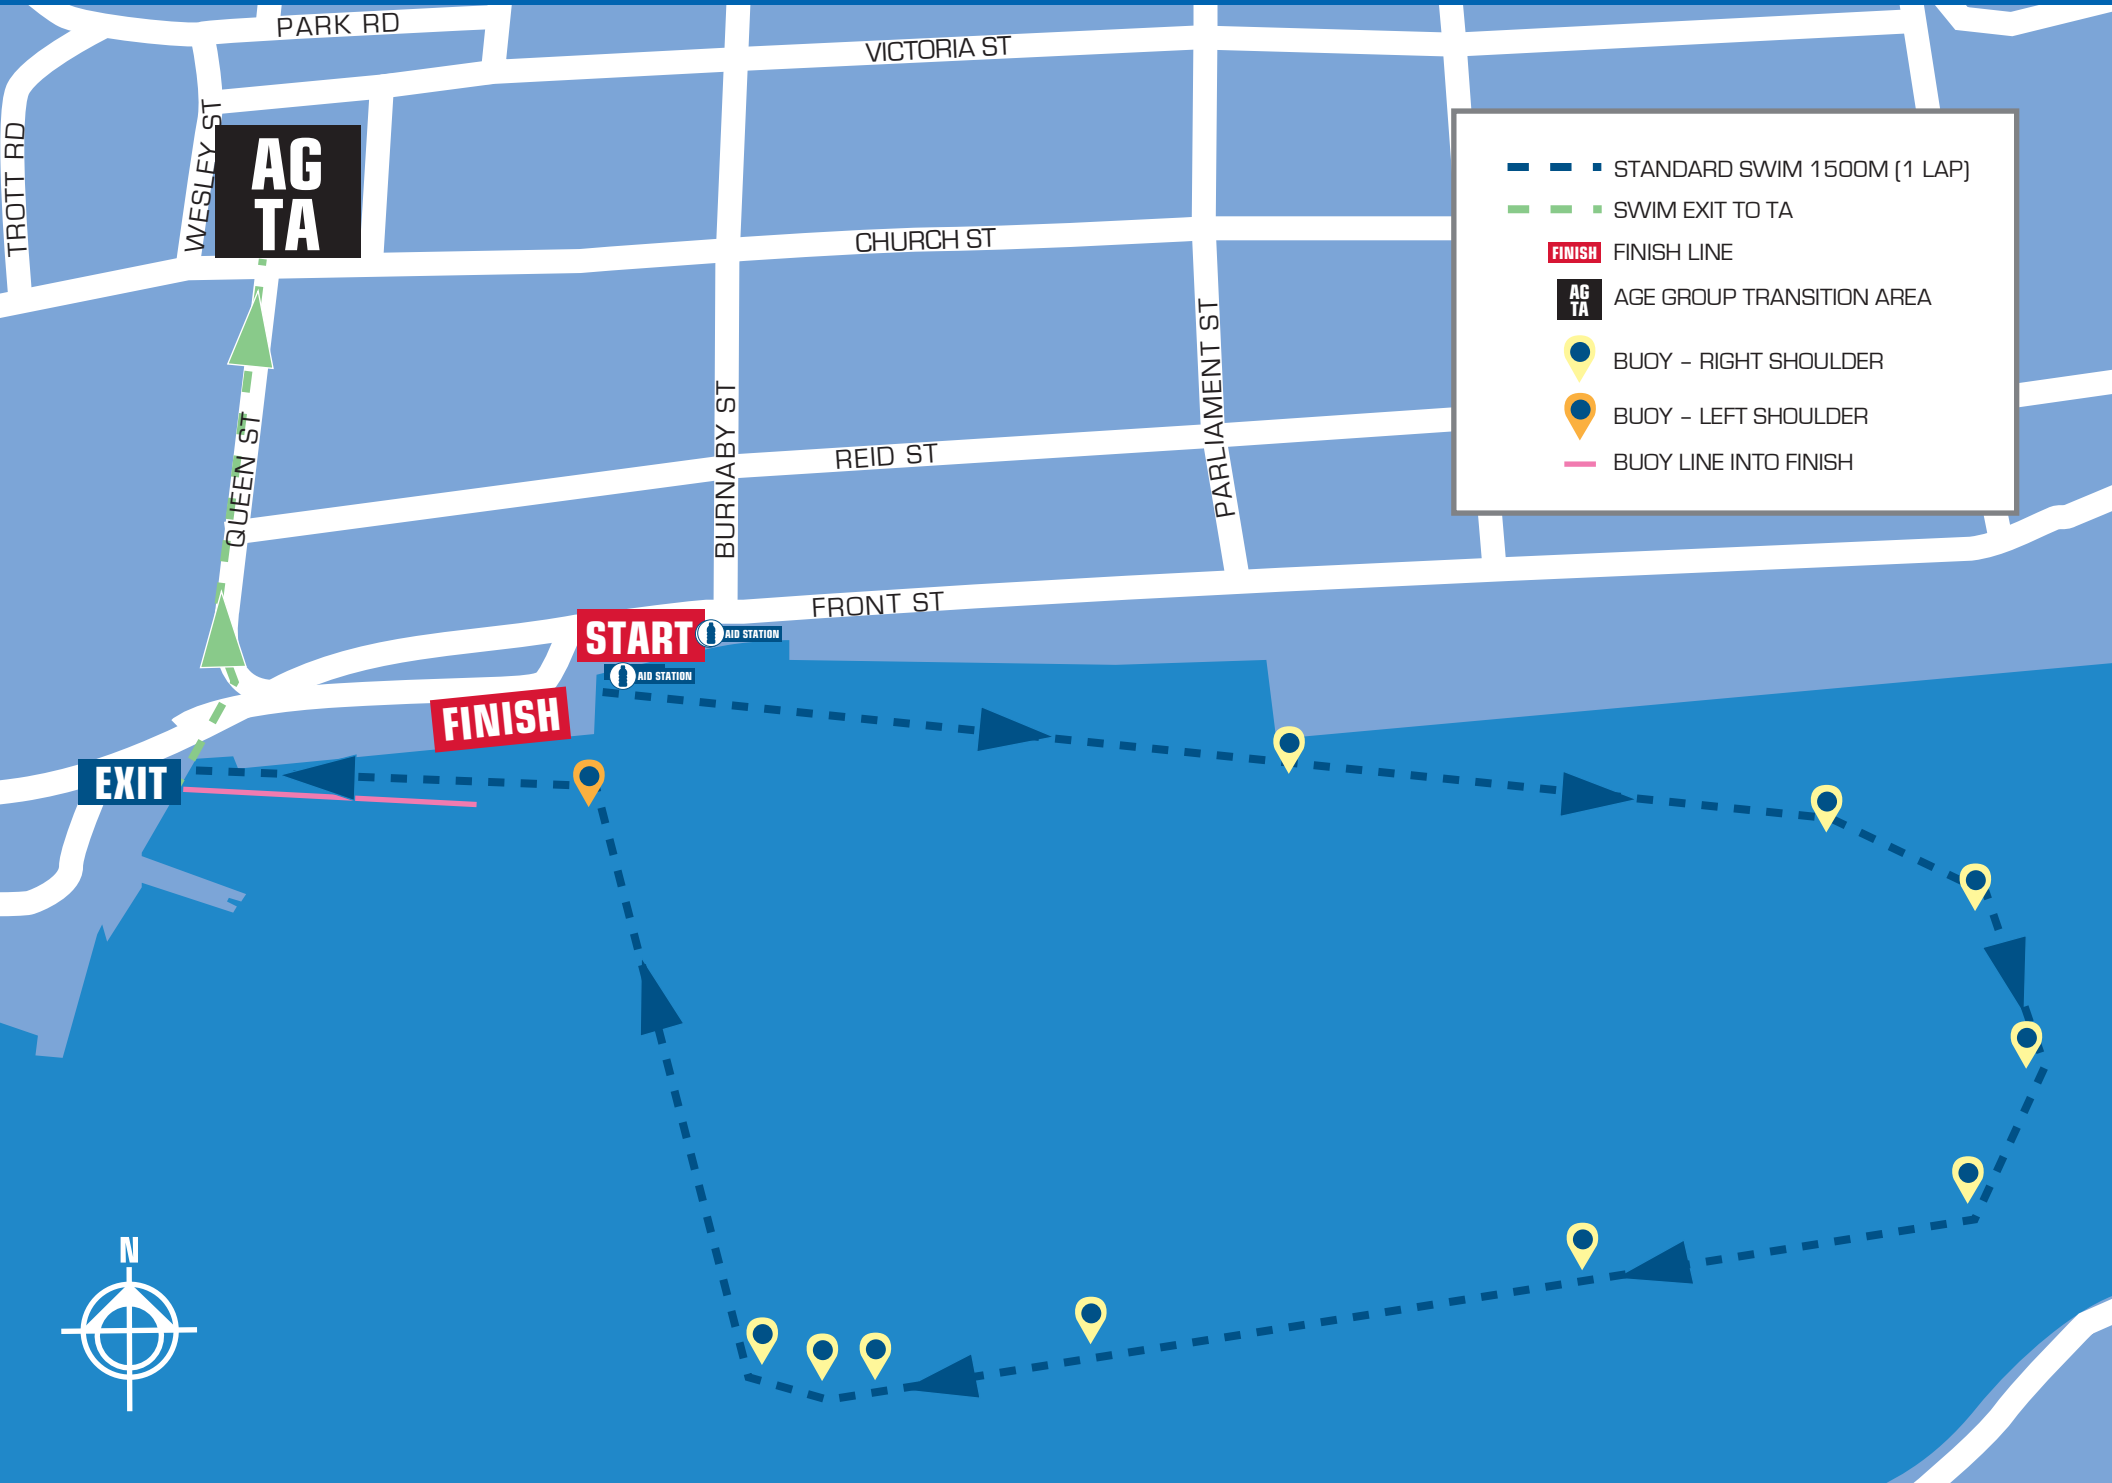 PARK RD
VICTORIA ST
TROTT RD
WESLEY ST
AG
TA
CHURCH ST
QUEEN ST
BURNABY ST
PARLIAMENT ST
REID ST
FRONT ST
STANDARD SWIM 1500M (1 LAP)
SWIM EXIT TO TA
FINISH FINISH LINE
AG
TA
AGE GROUP TRANSITION AREA
BUOY – RIGHT SHOULDER
BUOY – LEFT SHOULDER
BUOY LINE INTO FINISH
START
AID STATION
AID STATION
FINISH
EXIT
N